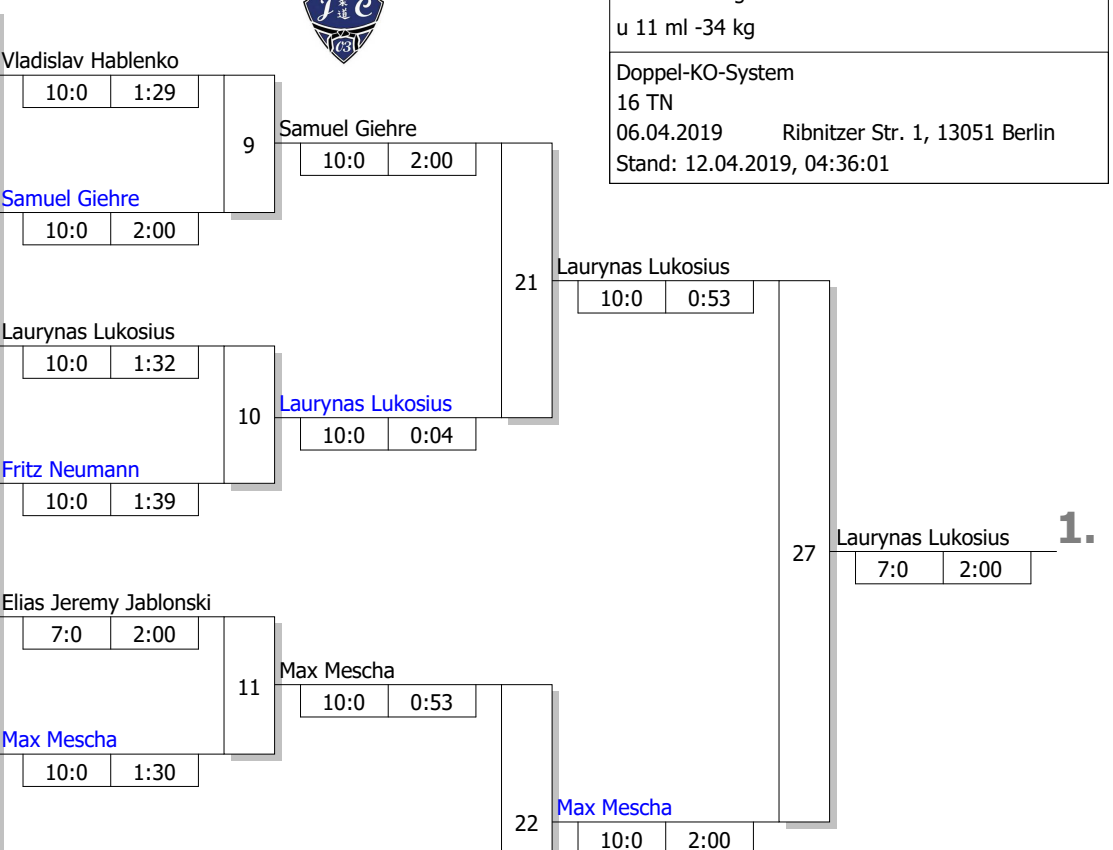 J 柔道 C
03
u 11 ml -34 kg
Doppel-KO-System
16 TN
06.04.2019 Ribnitzer Str. 1, 13051 Berlin
Stand: 12.04.2019, 04:36:01
Vladislav Hablenko
10:0 1:29
9
Samuel Giehre
10:0 2:00
Samuel Giehre
10:0 2:00
21
Laurynas Lukosius
10:0 0:53
Laurynas Lukosius
10:0 1:32
10
Laurynas Lukosius
10:0 0:04
Fritz Neumann
10:0 1:39
27
Laurynas Lukosius
7:0 2:00
1.
Elias Jeremy Jablonski
7:0 2:00
11
Max Mescha
10:0 0:53
Max Mescha
10:0 1:30
22
Max Mescha
10:0 2:00